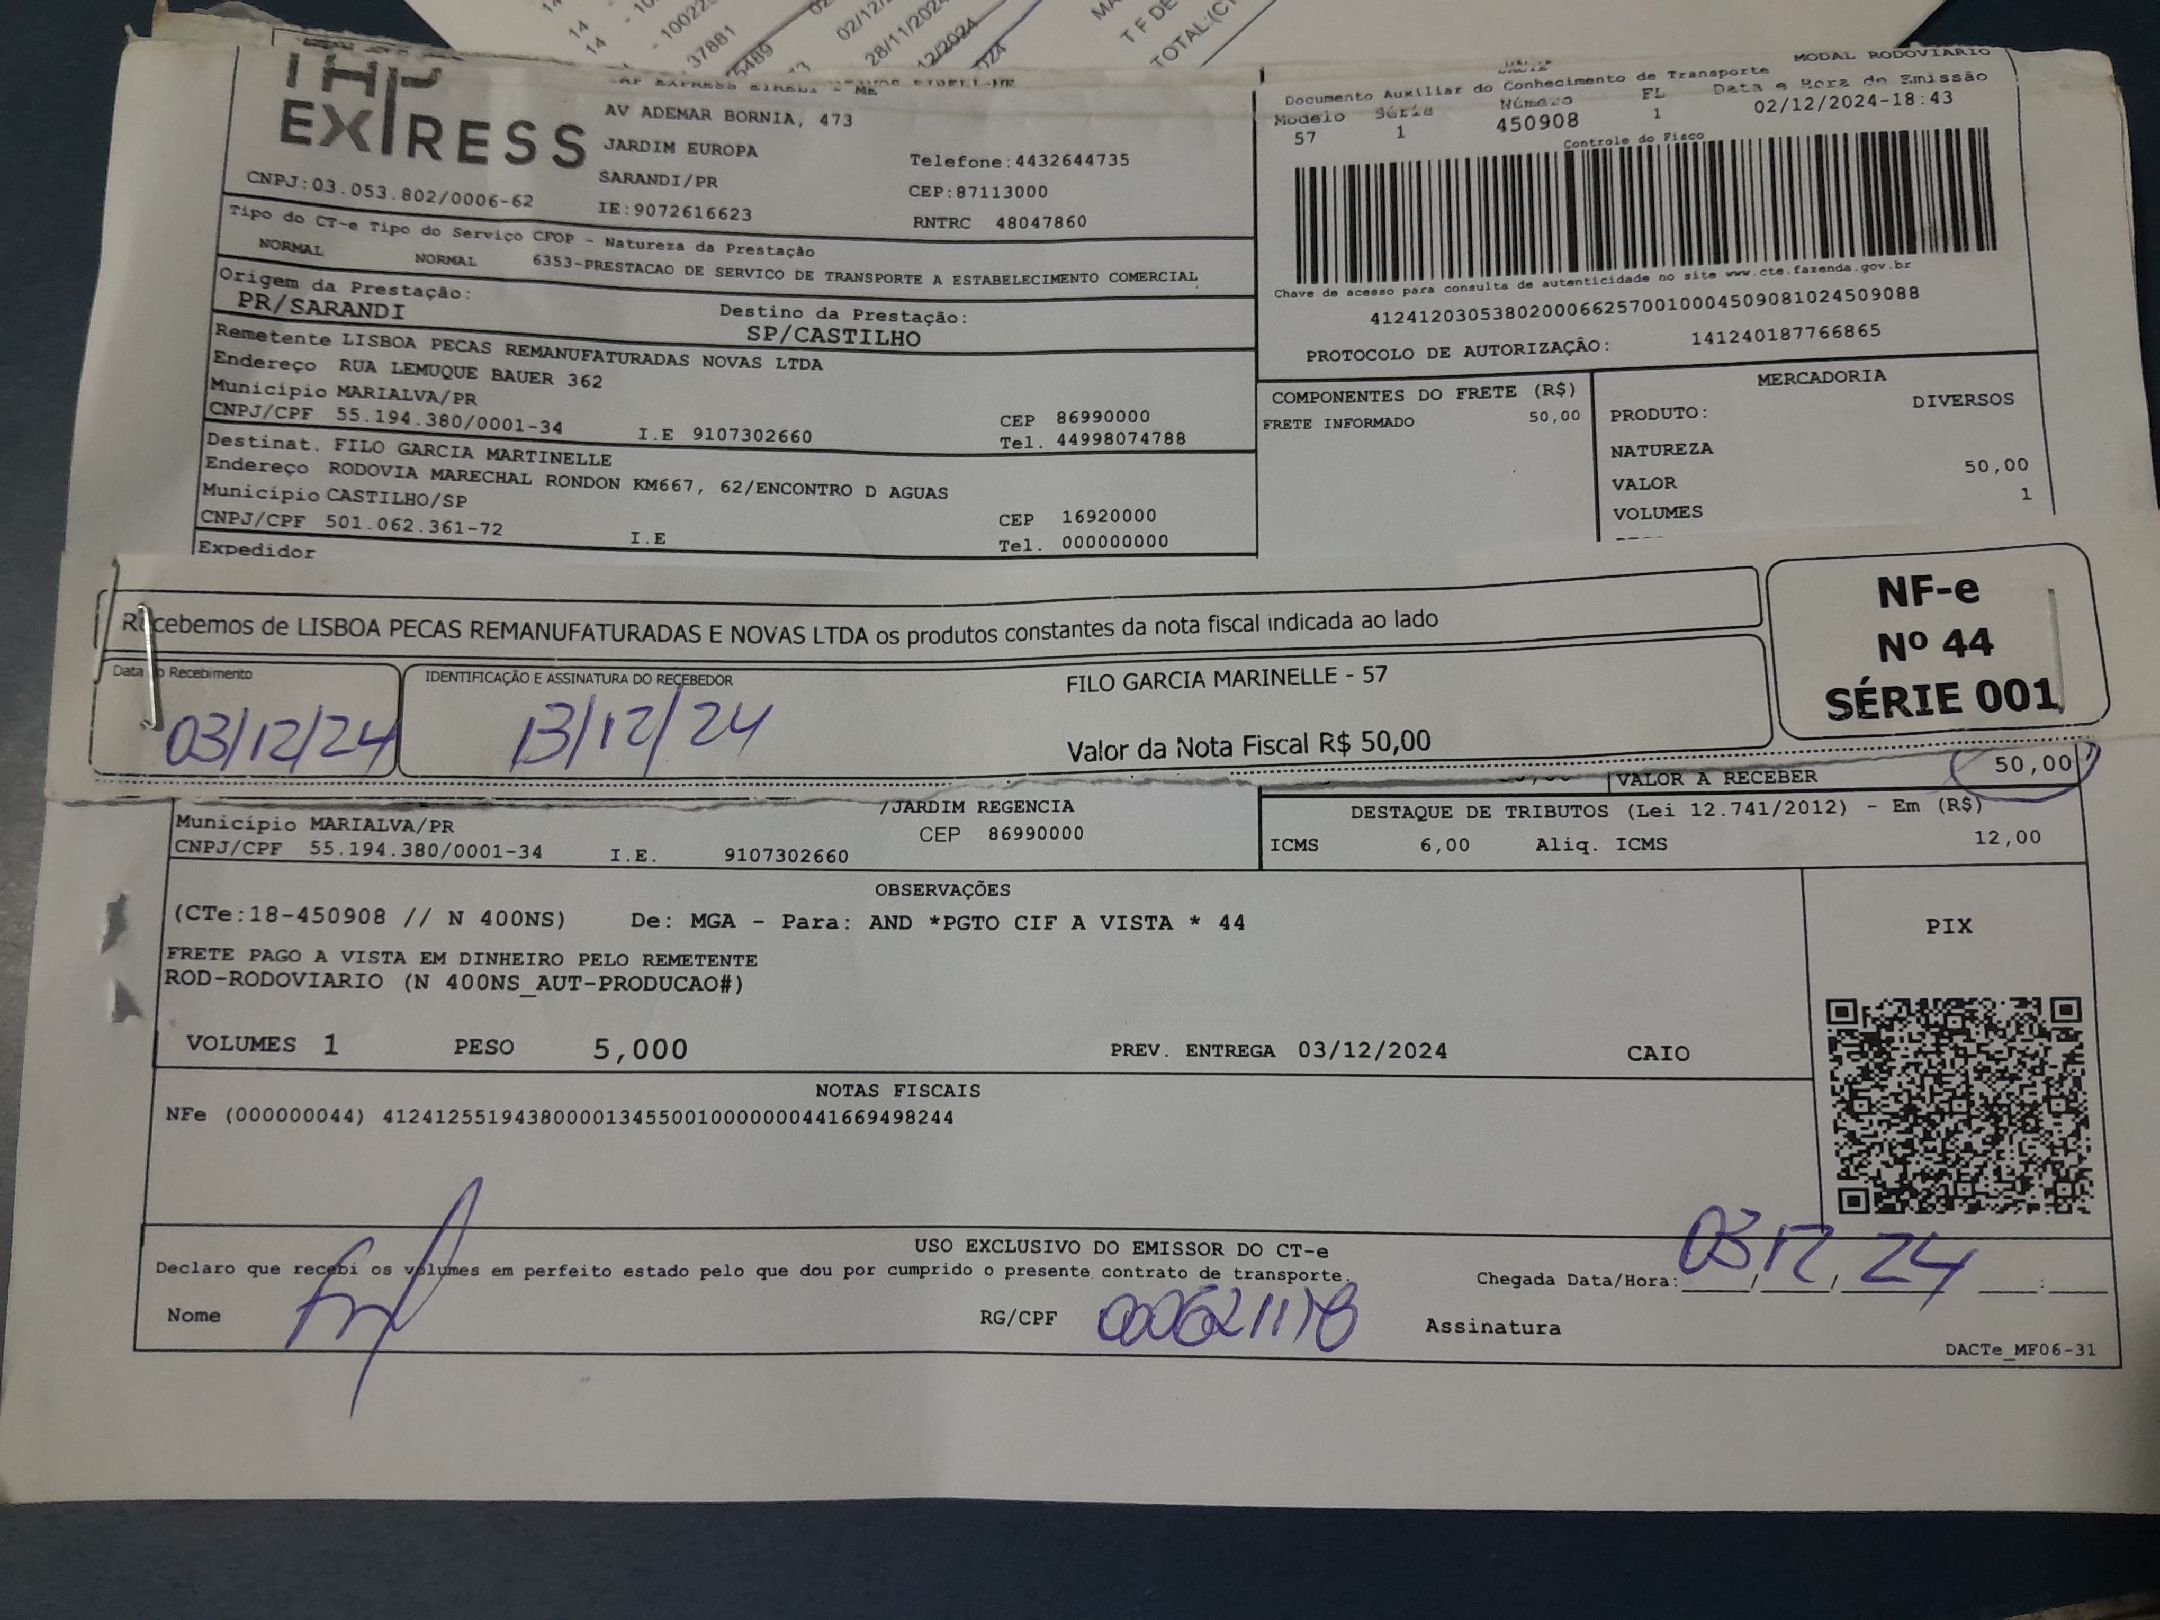 EXPRESS
AV ADEMAR BORNIA, 473
JARDIM EUROPA
Telefone:4432644735
SARANDI/PR
CEP:87113000
CNPJ:03.053.802/0006-62
IE:9072616623
RNTRC 48047860
Tipo do CT-e Tipo do Serviço CFOP - Natureza da Prestação
NORMAL NORMAL 6353-PRESTACAO DE SERVICO DE TRANSPORTE A ESTABELECIMENTO COMERCIAL
Origem da Prestação:
PR/SARANDI
Destino da Prestação:
SP/CASTILHO
Remetente LISBOA PECAS REMANUFATURADAS NOVAS LTDA
Endereço RUA LEMUQUE BAUER 362
Município MARIALVA/PR
CEP 86990000
CNPJ/CPF 55.194.380/0001-34 I.E 9107302660 Tel. 44998074788
Destinat. FILO GARCIA MARTINELLE
Endereço RODOVIA MARECHAL RONDON KM667, 62/ENCONTRO D AGUAS
Município CASTILHO/SP
CEP 16920000
CNPJ/CPF 501.062.361-72 I.E Tel. 000000000
Expedidor
MODAL RODOVIARIO
Documento Auxiliar do Conhecimento de Transporte
Modelo Série Número FL Data e Hora de Emissão
57 1 450908 1 02/12/2024-18:43
Controle do Fisco
Chave de acesso para consulta de autenticidade no site www.cte.fazenda.gov.br
41241203053802000662570010004509081024509088
PROTOCOLO DE AUTORIZAÇÃO: 141240187766865
COMPONENTES DO FRETE (R$)
FRETE INFORMADO 50,00
MERCADORIA
PRODUTO: DIVERSOS
NATUREZA
VALOR 50,00
VOLUMES 1
Recebemos de LISBOA PECAS REMANUFATURADAS E NOVAS LTDA os produtos constantes da nota fiscal indicada ao lado
NF-e
Nº 44
SÉRIE 001
Data do Recebimento
03/12/24
IDENTIFICAÇÃO E ASSINATURA DO RECEBEDOR
13/12/24
FILO GARCIA MARINELLE - 57
Valor da Nota Fiscal R$ 50,00
VALOR A RECEBER 50,00
/JARDIM REGENCIA
Município MARIALVA/PR CEP 86990000
CNPJ/CPF 55.194.380/0001-34 I.E. 9107302660
DESTAQUE DE TRIBUTOS (Lei 12.741/2012) - Em (R$)
ICMS 6,00 Aliq. ICMS 12,00
OBSERVAÇÕES
(CTe:18-450908 // N 400NS) De: MGA - Para: AND *PGTO CIF A VISTA * 44
FRETE PAGO A VISTA EM DINHEIRO PELO REMETENTE
ROD-RODOVIARIO (N 400NS_AUT-PRODUCAO#)
PIX
VOLUMES 1 PESO 5,000 PREV. ENTREGA 03/12/2024 CAIO
NOTAS FISCAIS
NFe (000000044) 41241255194380000134550010000000441669498244
USO EXCLUSIVO DO EMISSOR DO CT-e
Declaro que recebi os volumes em perfeito estado pelo que dou por cumprido o presente contrato de transporte.
Chegada Data/Hora: 03 12 24
Nome RG/CPF Assinatura
DACTe_MF06-31